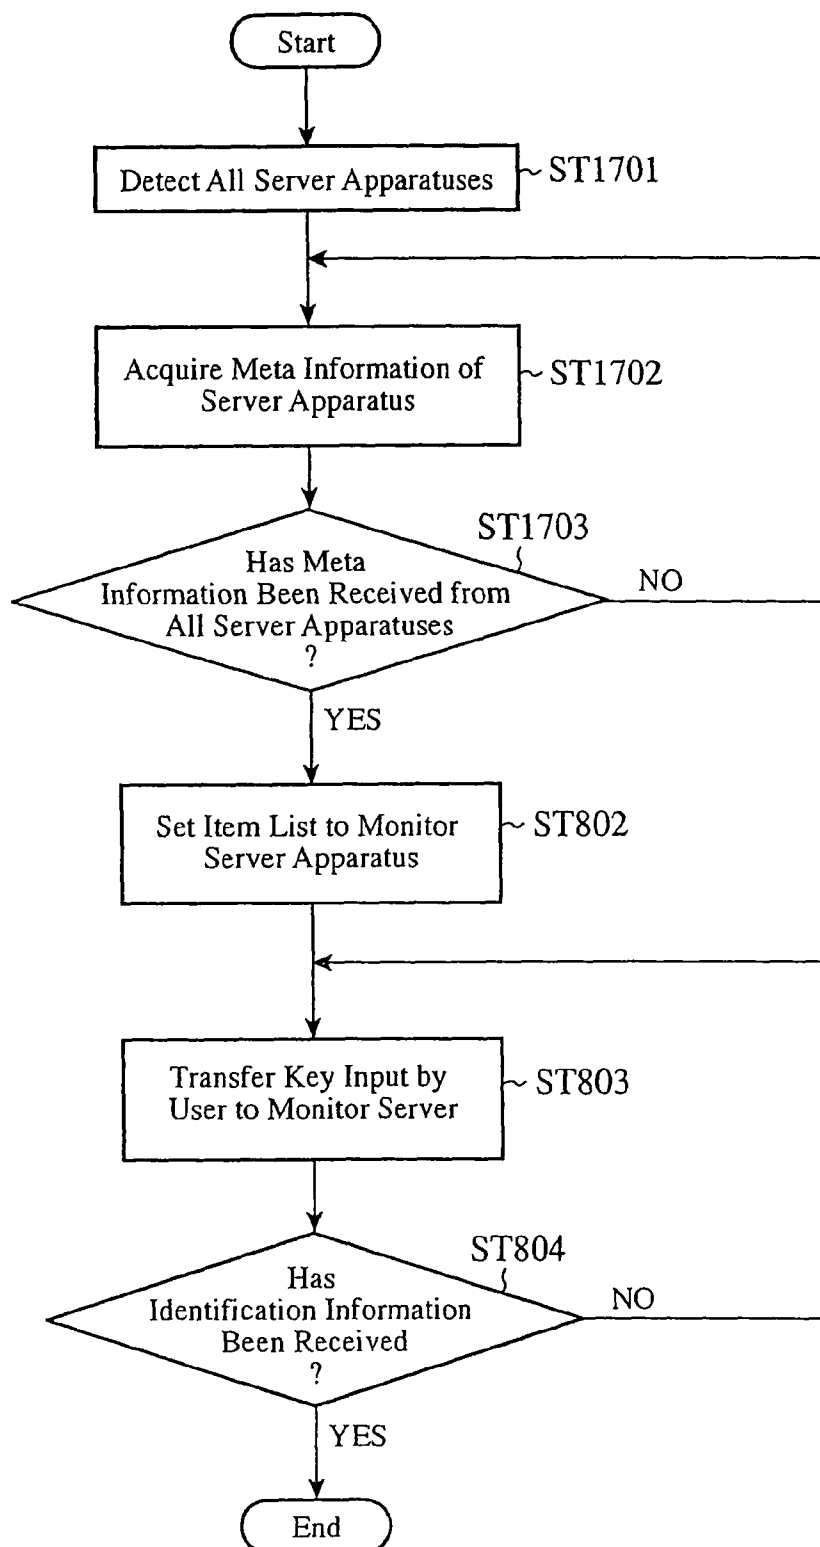 Start
Detect All Server Apparatuses
ST1701
Acquire Meta Information of
Server Apparatus
ST1702
ST1703
Has Meta
Information Been Received from
All Server Apparatuses
?
NO
YES
Set Item List to Monitor
Server Apparatus
ST802
Transfer Key Input by
User to Monitor Server
ST803
ST804
Has
Identification Information
Been Received
?
NO
YES
End